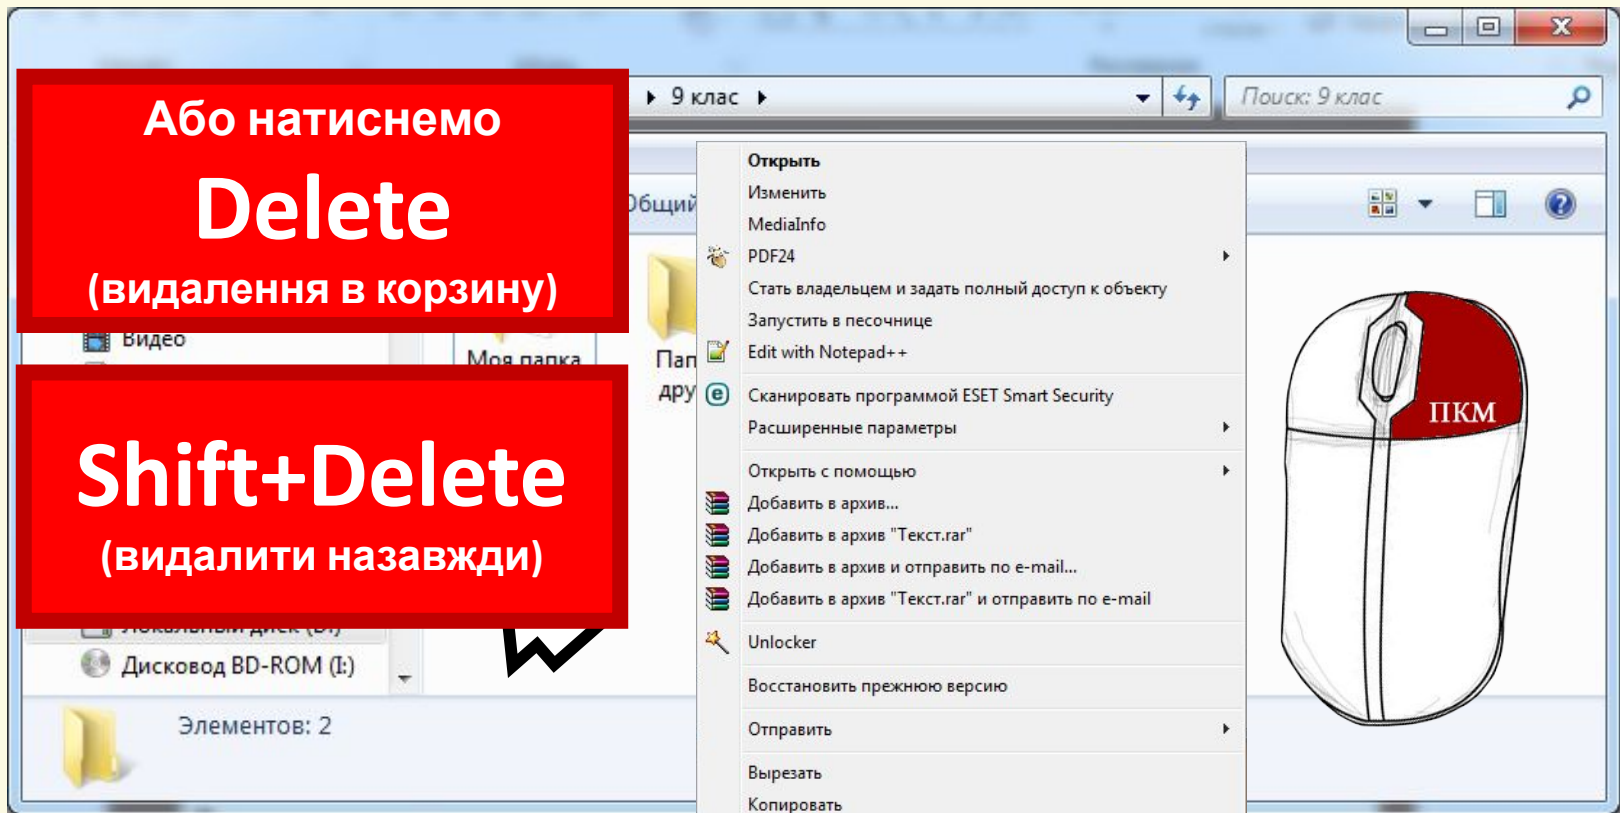 9 клас
Поиск: 9 клас
Або натиснемо
Delete
(видалення в корзину)
Видео
Моя папка
Shift+Delete
(видалити назавжди)
Дисковод BD-ROM (I:)
Элементов: 2
Открыть
Изменить
MediaInfo
PDF24
Стать владельцем и задать полный доступ к объекту
Запустить в песочнице
Edit with Notepad++
Сканировать программой ESET Smart Security
Расширенные параметры
Открыть с помощью
Добавить в архив...
Добавить в архив "Текст.rar"
Добавить в архив и отправить по e-mail...
Добавить в архив "Текст.rar" и отправить по e-mail
Unlocker
Восстановить прежнюю версию
Отправить
Вырезать
Копировать
ПКМ